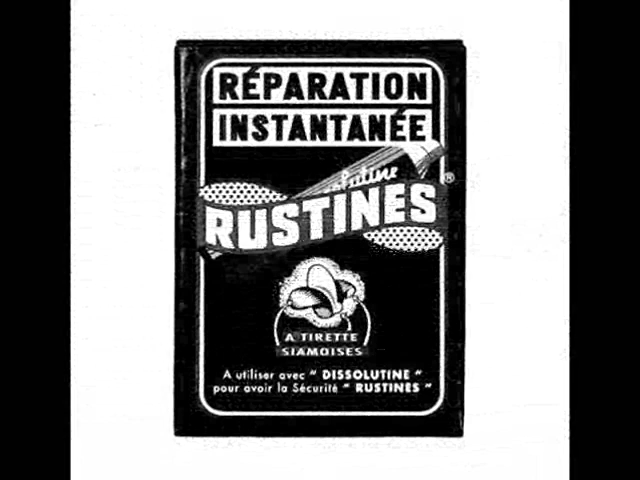 RÉPARATION
INSTANTANÉE
RUSTINES ®
A TIRETTE
SIAMOISES
A utiliser avec " DISSOLUTINE "
pour avoir la Sécurité " RUSTINES "